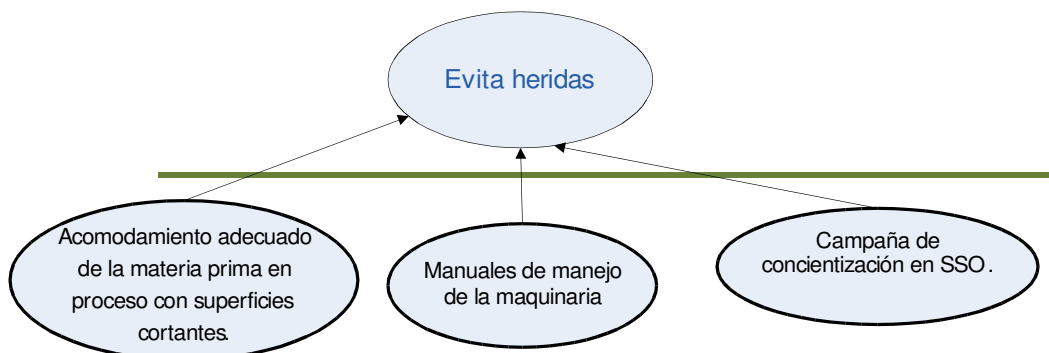 Evita heridas
Acomodamiento adecuado
de la materia prima en
proceso con superficies
cortantes.
Manuales de manejo
de la maquinaria
Campaña de
concientización en SSO.